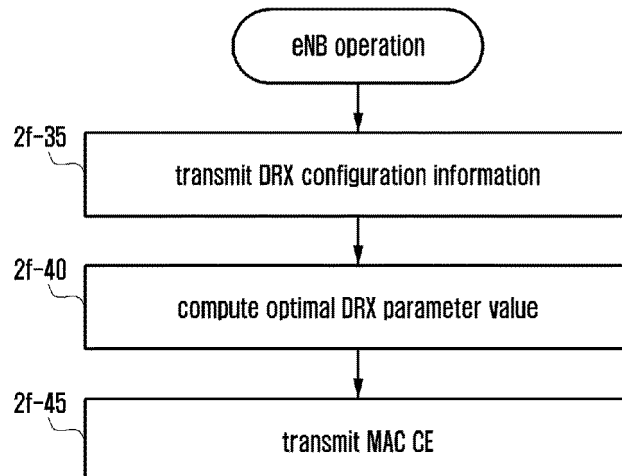 eNB operation
2f-35
transmit DRX configuration information
2f-40
compute optimal DRX parameter value
2f-45
transmit MAC CE